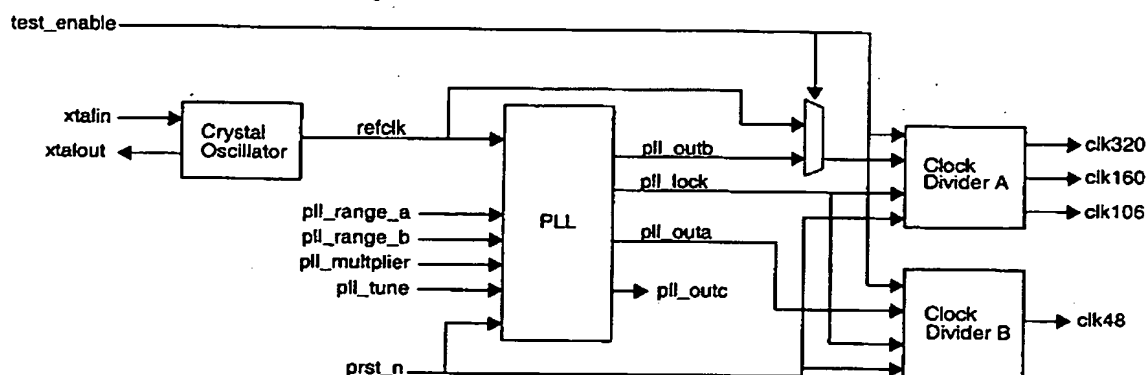 test_enable
xtalin
xtalout
Crystal
Oscillator
refclk
pll_range_a
pll_range_b
pll_multplier
pll_tune
prst_n
PLL
pll_outb
pll_lock
pll_outa
pll_outc
Clock
Divider A
clk320
clk160
clk106
Clock
Divider B
clk48